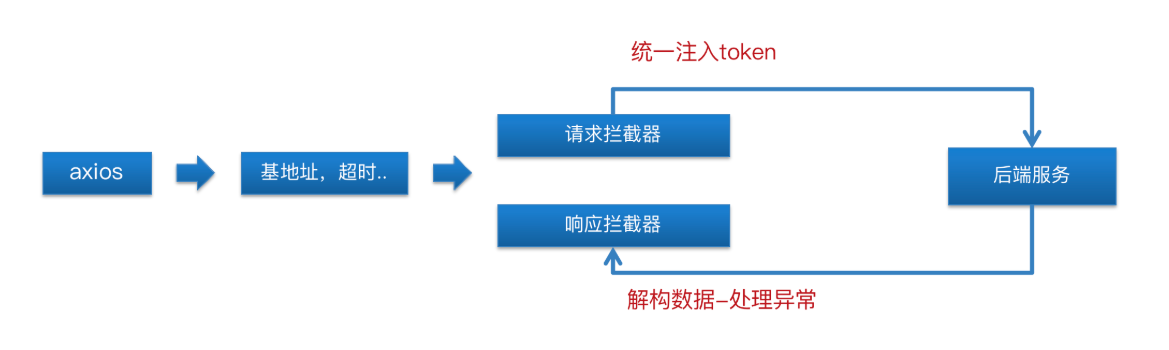 统一注入token
请求拦截器
axios
基地址，超时..
后端服务
响应拦截器
解构数据-处理异常